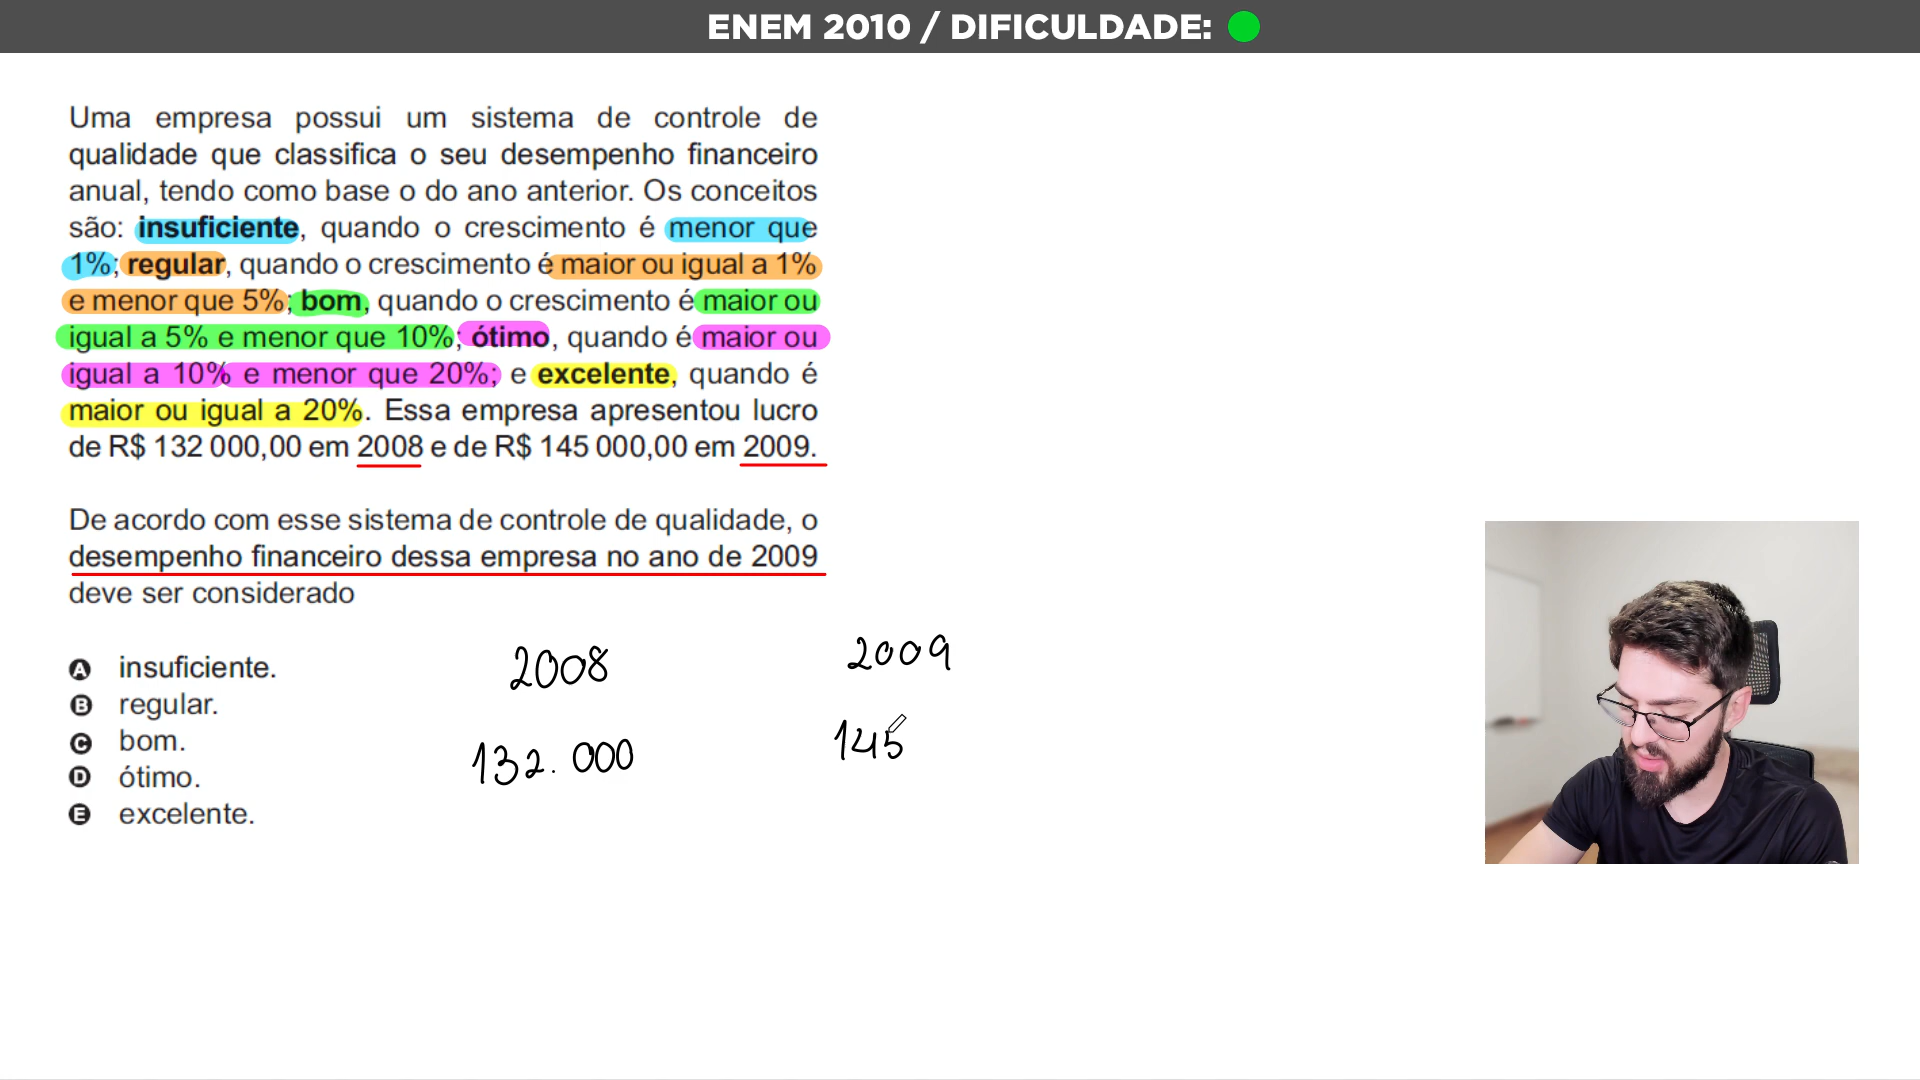 ENEM 2010 / DIFICULDADE:
Uma empresa possui um sistema de controle de
qualidade que classifica o seu desempenho financeiro
anual, tendo como base o do ano anterior. Os conceitos
são: insuficiente, quando o crescimento é menor que
1%; regular, quando o crescimento é maior ou igual a 1%
e menor que 5%; bom, quando o crescimento é maior ou
igual a 5% e menor que 10%; ótimo, quando é maior ou
igual a 10% e menor que 20%; e excelente, quando é
maior ou igual a 20%. Essa empresa apresentou lucro
de R$ 132 000,00 em 2008 e de R$ 145 000,00 em 2009.
De acordo com esse sistema de controle de qualidade, o
desempenho financeiro dessa empresa no ano de 2009
deve ser considerado
A insuficiente.
B regular.
C bom.
D ótimo.
E excelente.
2008 2009
132.000 145